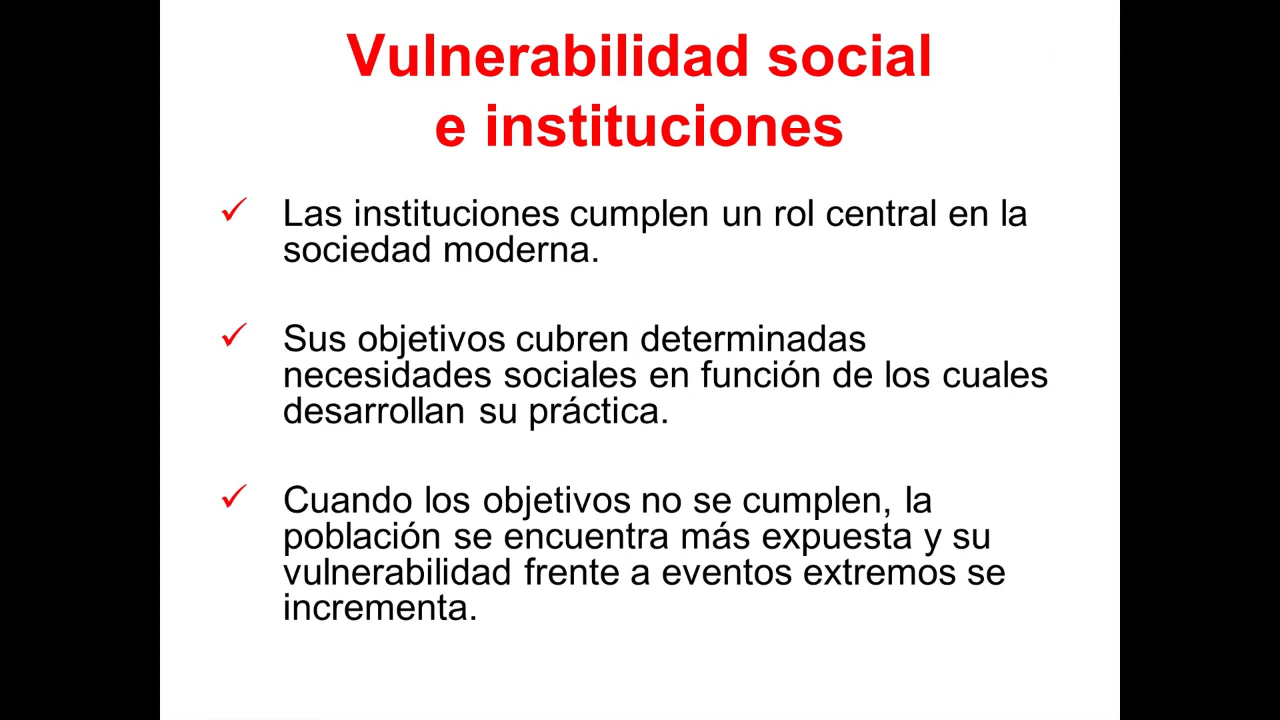 Vulnerabilidad social
e instituciones
✓ Las instituciones cumplen un rol central en la
sociedad moderna.
✓ Sus objetivos cubren determinadas
necesidades sociales en función de los cuales
desarrollan su práctica.
✓ Cuando los objetivos no se cumplen, la
población se encuentra más expuesta y su
vulnerabilidad frente a eventos extremos se
incrementa.